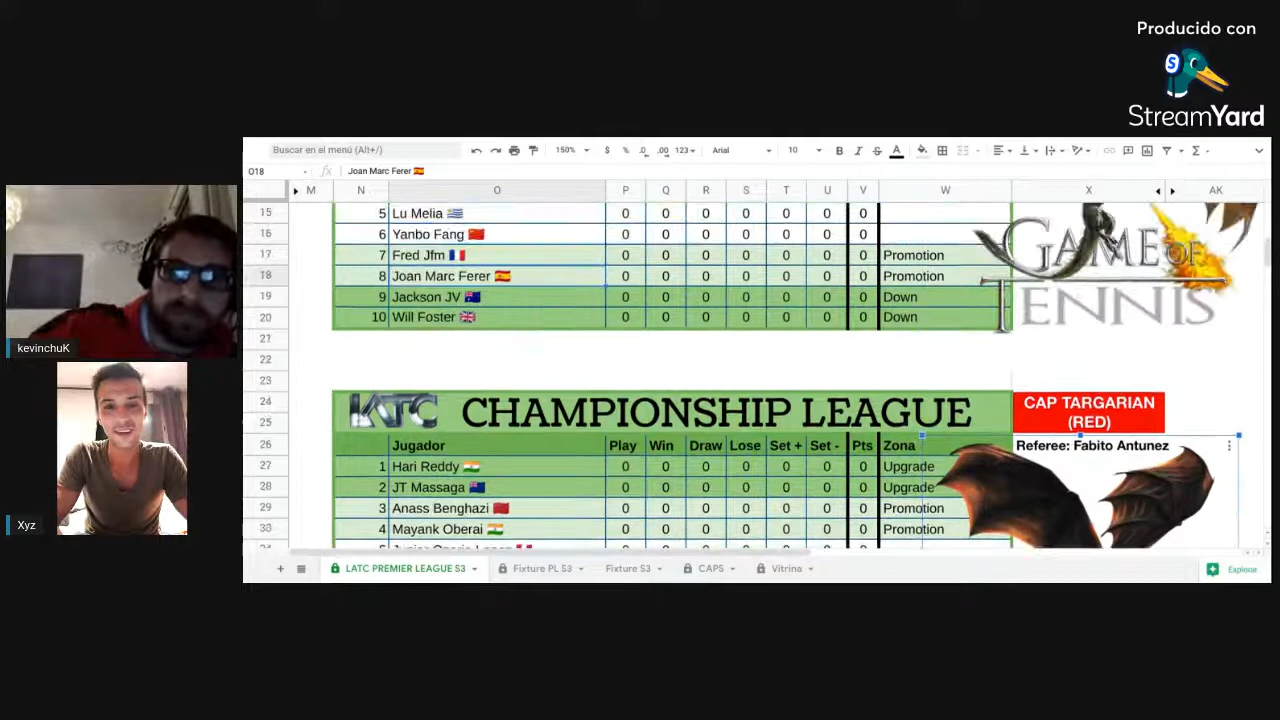 Producido con
StreamYard
Buscar en el menú (Alt+/) 150% $ % .0 .00 123 Arial 10 B I S A Σ
O18 fx Joan Marc Ferer 🇪🇸
M N O P Q R S T U V W X AK
15 5 Lu Melia 🇺🇾 0 0 0 0 0 0 0
16 6 Yanbo Fang 🇨🇳 0 0 0 0 0 0 0
17 7 Fred Jfm 🇫🇷 0 0 0 0 0 0 0 Promotion
18 8 Joan Marc Ferer 🇪🇸 0 0 0 0 0 0 0 Promotion
19 9 Jackson JV 🇦🇺 0 0 0 0 0 0 0 Down
20 10 Will Foster 🇬🇧 0 0 0 0 0 0 0 Down
GAME OF
TENNIS
21
22
23
24
25
LATC CHAMPIONSHIP LEAGUE
CAP TARGARIAN
(RED)
26 Jugador Play Win Draw Lose Set + Set - Pts Zona Referee: Fabito Antunez
27 1 Hari Reddy 🇮🇳 0 0 0 0 0 0 0 Upgrade
28 2 JT Massaga 🇳🇿 0 0 0 0 0 0 0 Upgrade
29 3 Anass Benghazi 🇲🇦 0 0 0 0 0 0 0 Promotion
30 4 Mayank Oberai 🇮🇳 0 0 0 0 0 0 0 Promotion
LATC PREMIER LEAGUE S3 Fixture PL S3 Fixture S3 CAPS Vitrina Explore
kevinchuK
Xyz